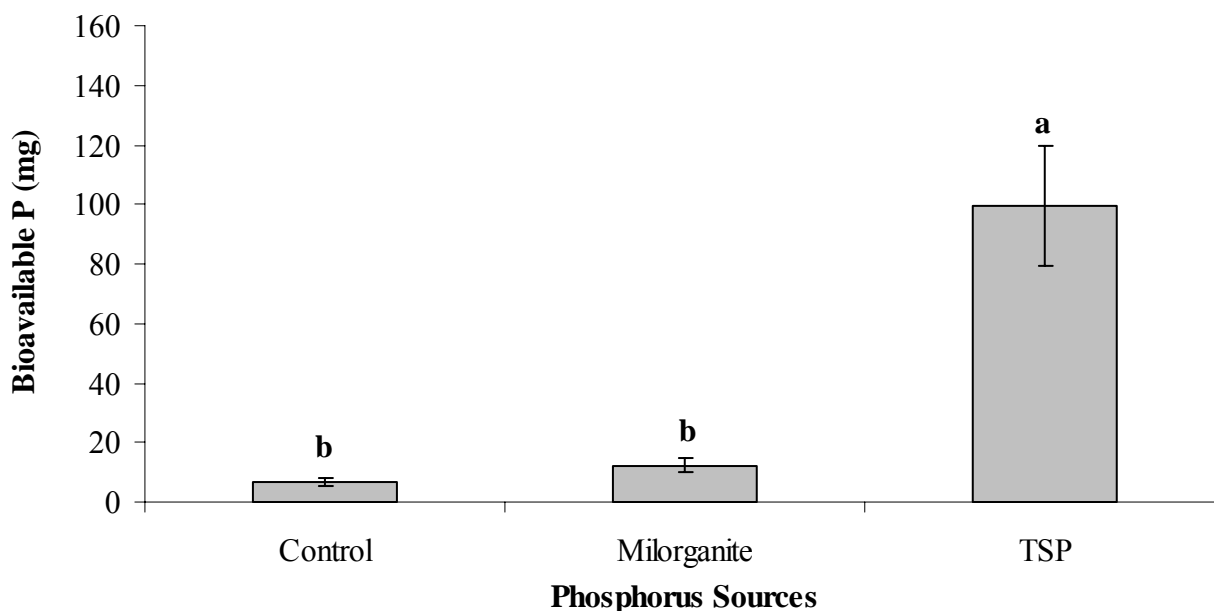 160
140
120
100
80
60
40
20
0
Bioavailable P (mg)
b
b
a
Control Milorganite TSP
Phosphorus Sources